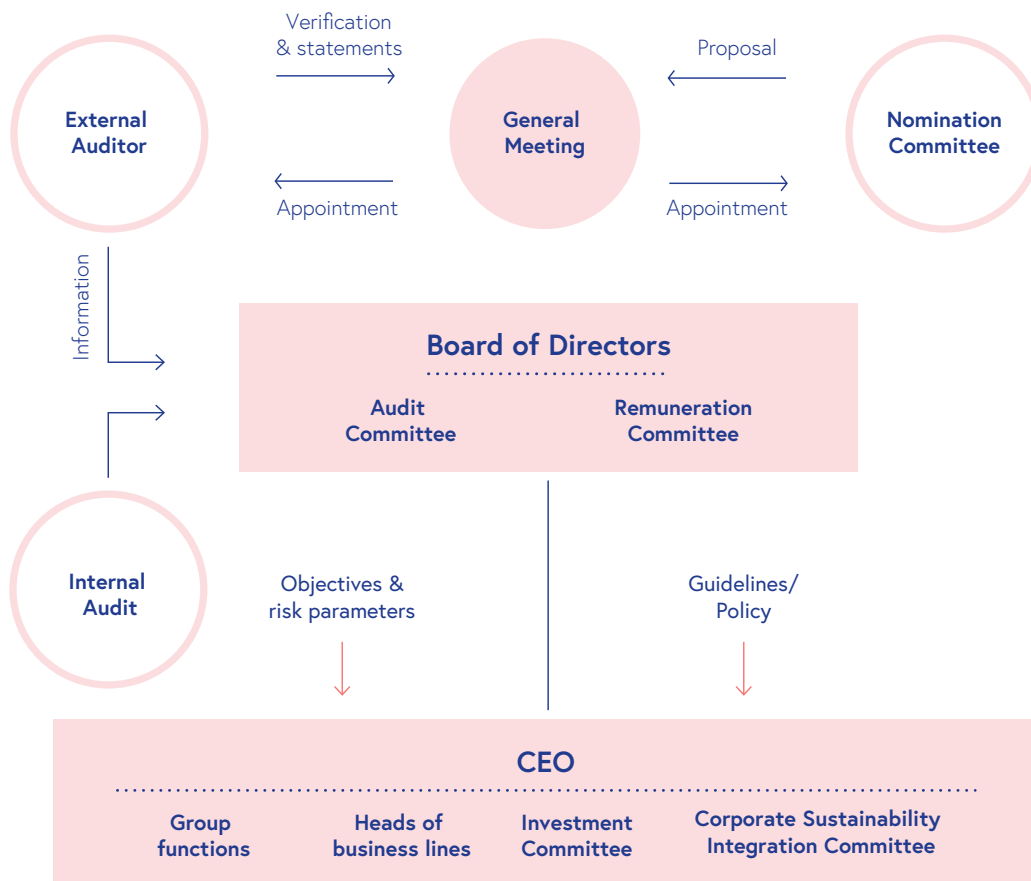 Verification
& statements
Proposal
External
Auditor
General
Meeting
Nomination
Committee
Appointment
Appointment
Information
Board of Directors
Audit
Committee
Remuneration
Committee
Internal
Audit
Objectives &
risk parameters
Guidelines/
Policy
CEO
Group
functions
Heads of
business lines
Investment
Committee
Corporate Sustainability
Integration Committee